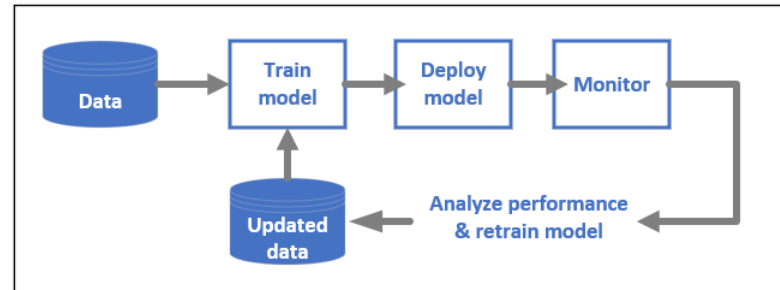 Data
Train
model
Deploy
model
Monitor
Updated
data
Analyze performance
& retrain model